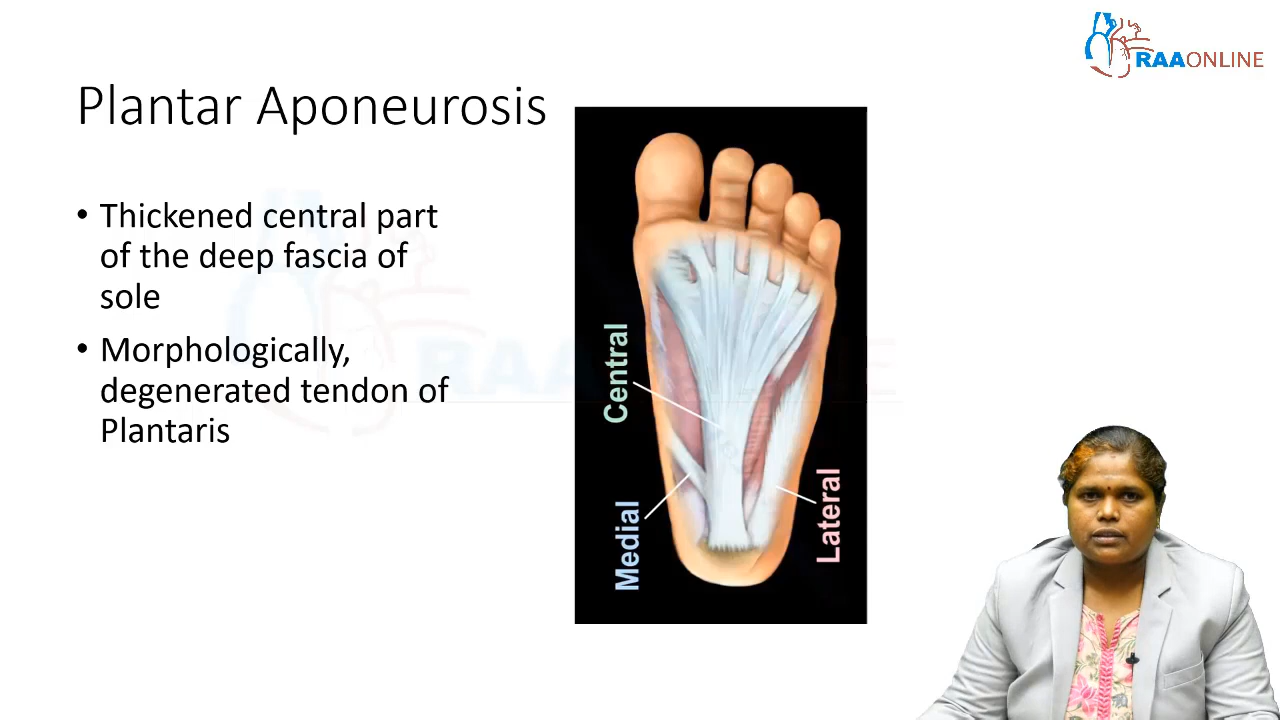 RAAONLINE
Plantar Aponeurosis
• Thickened central part
of the deep fascia of
sole
• Morphologically,
degenerated tendon of
Plantaris
Central
Medial
Lateral
RAAONLINE